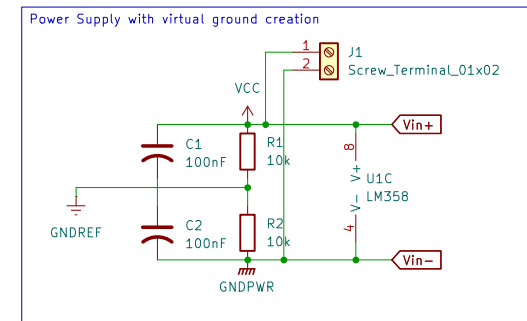 Power Supply with virtual ground creation
1
2
J1
Screw_Terminal_01x02
VCC
Vin+
C1
100nF
R1
10k
8
V+
U1C
LM358
V-
4
GNDREF
C2
100nF
R2
10k
Vin-
GNDPWR